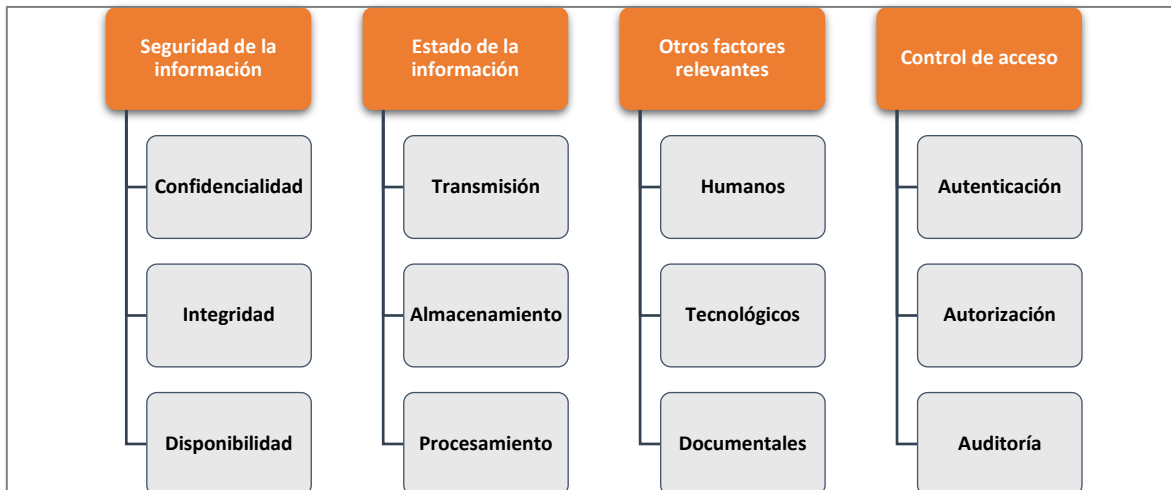 Seguridad de la
información
Confidencialidad
Integridad
Disponibilidad
Estado de la
información
Transmisión
Almacenamiento
Procesamiento
Otros factores
relevantes
Humanos
Tecnológicos
Documentales
Control de acceso
Autenticación
Autorización
Auditoría